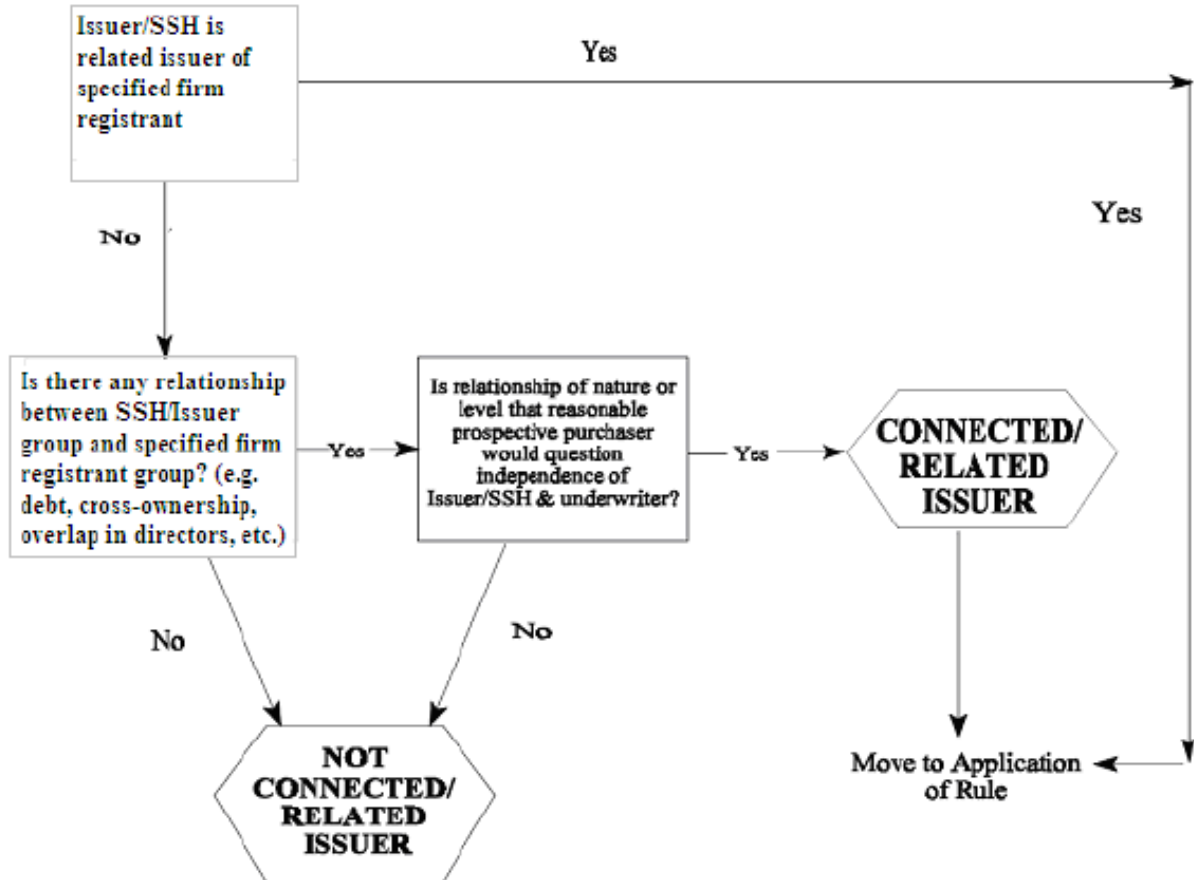 Issuer/SSH is
related issuer of
specified firm
registrant
Yes
Yes
No
Is there any relationship
between SSH/Issuer
group and specified firm
registrant group? (e.g.
debt, cross-ownership,
overlap in directors, etc.)
Yes
Is relationship of nature or
level that reasonable
prospective purchaser
would question
independence of
Issuer/SSH & underwriter?
Yes
CONNECTED/
RELATED
ISSUER
No
No
NOT
CONNECTED/
RELATED
ISSUER
Move to Application
of Rule